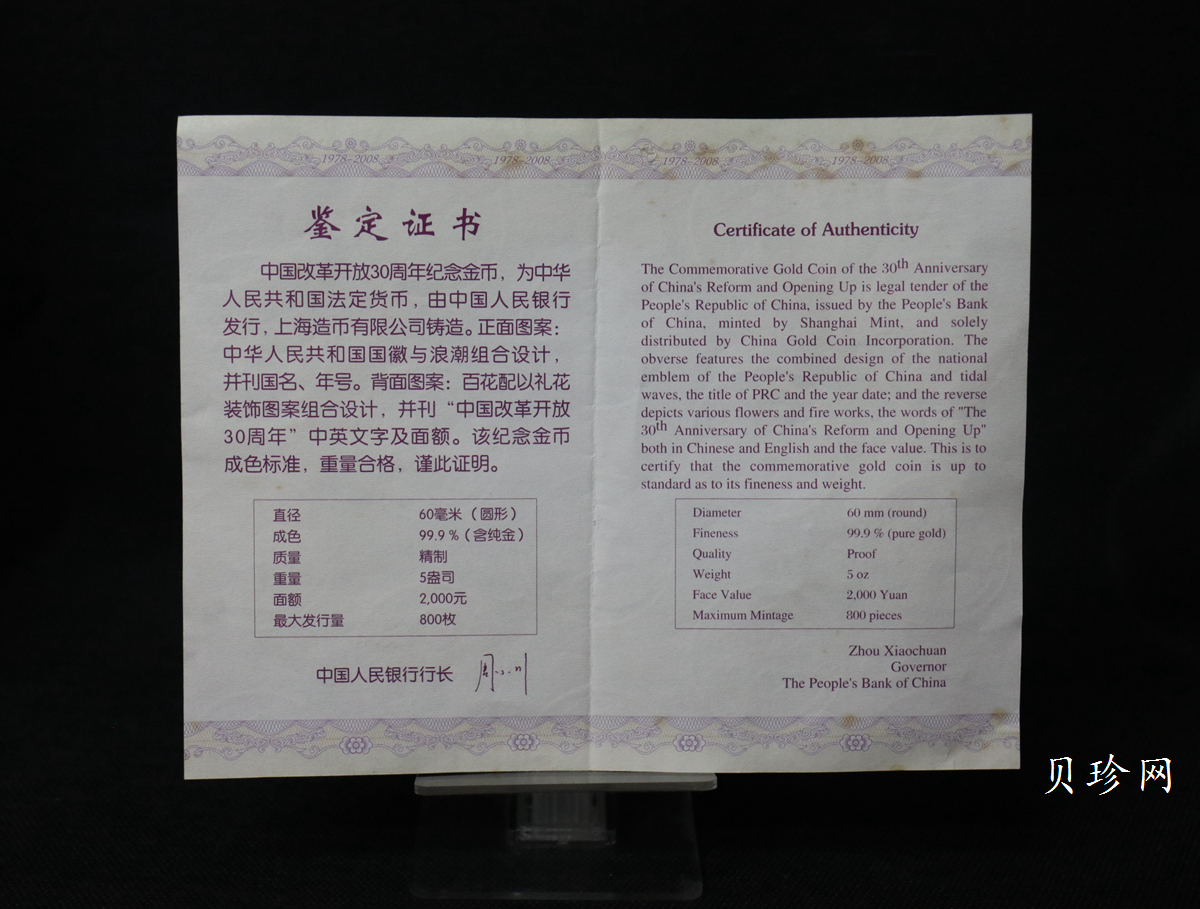 1978-2008 1978-2008
鉴定证书
中国改革开放30周年纪念金币，为中华
人民共和国法定货币，由中国人民银行
发行，上海造币有限公司铸造。正面图案：
中华人民共和国国徽与浪潮组合设计，
并刊国名、年号。背面图案：百花配以礼花
装饰图案组合设计，并刊“中国改革开放
30周年”中英文字及面额。该纪念金币
成色标准，重量合格，谨此证明。
直径 60毫米（圆形）
成色 99.9％（含纯金）
质量 精制
重量 5盎司
面额 2,000元
最大发行量 800枚
中国人民银行行长 周小川
1978-2008 1978-2008
Certificate of Authenticity
The Commemorative Gold Coin of the 30th Anniversary
of China's Reform and Opening Up is legal tender of the
People's Republic of China, issued by the People's Bank
of China, minted by Shanghai Mint, and solely
distributed by China Gold Coin Incorporation. The
obverse features the combined design of the national
emblem of the People's Republic of China and tidal
waves, the title of PRC and the year date; and the reverse
depicts various flowers and fire works, the words of "The
30th Anniversary of China's Reform and Opening Up"
both in Chinese and English and the face value. This is to
certify that the commemorative gold coin is up to
standard as to its fineness and weight.
Diameter 60 mm (round)
Fineness 99.9 % (pure gold)
Quality Proof
Weight 5 oz
Face Value 2,000 Yuan
Maximum Mintage 800 pieces
Zhou Xiaochuan
Governor
The People's Bank of China
贝珍网